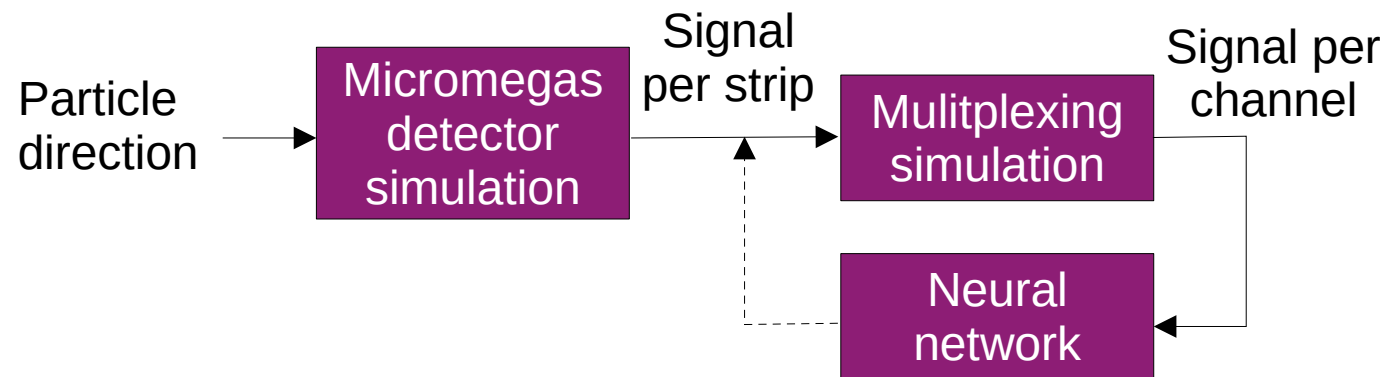 Particle
direction
Micromegas
detector
simulation
Signal
per strip
Mulitplexing
simulation
Signal per
channel
Neural
network